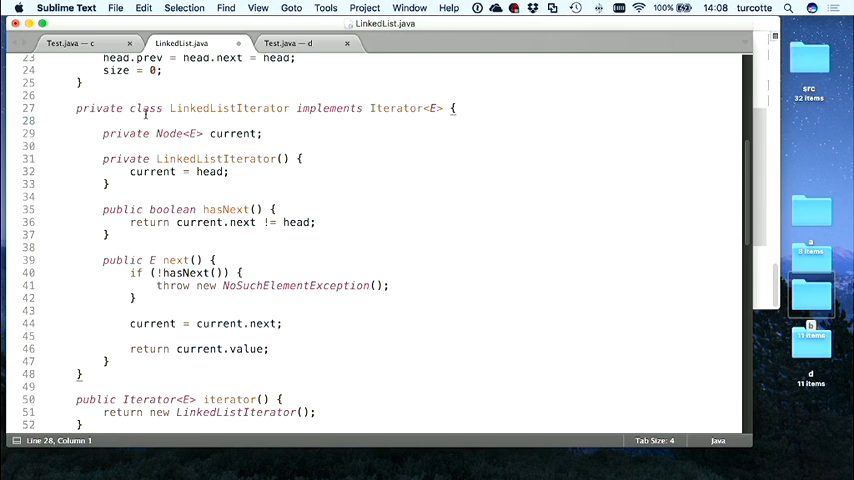 Sublime Text File Edit Selection Find View Goto Tools Project Window Help 100% Thu 14:08 turcotte
LinkedList.java
Test.java — c × LinkedList.java • Test.java — d ×
23 head.prev = head.next = head;
24 size = 0;
25 }
26
27 private class LinkedListIterator implements Iterator<E> {
28
29 private Node<E> current;
30
31 private LinkedListIterator() {
32 current = head;
33 }
34
35 public boolean hasNext() {
36 return current.next != head;
37 }
38
39 public E next() {
40 if (!hasNext()) {
41 throw new NoSuchElementException();
42 }
43
44 current = current.next;
45
46 return current.value;
47 }
48 }
49
50 public Iterator<E> iterator() {
51 return new LinkedListIterator();
52 }
Line 28, Column 1 Tab Size: 4 Java
src
32 items
a
8 items
b
11 items
d
11 items